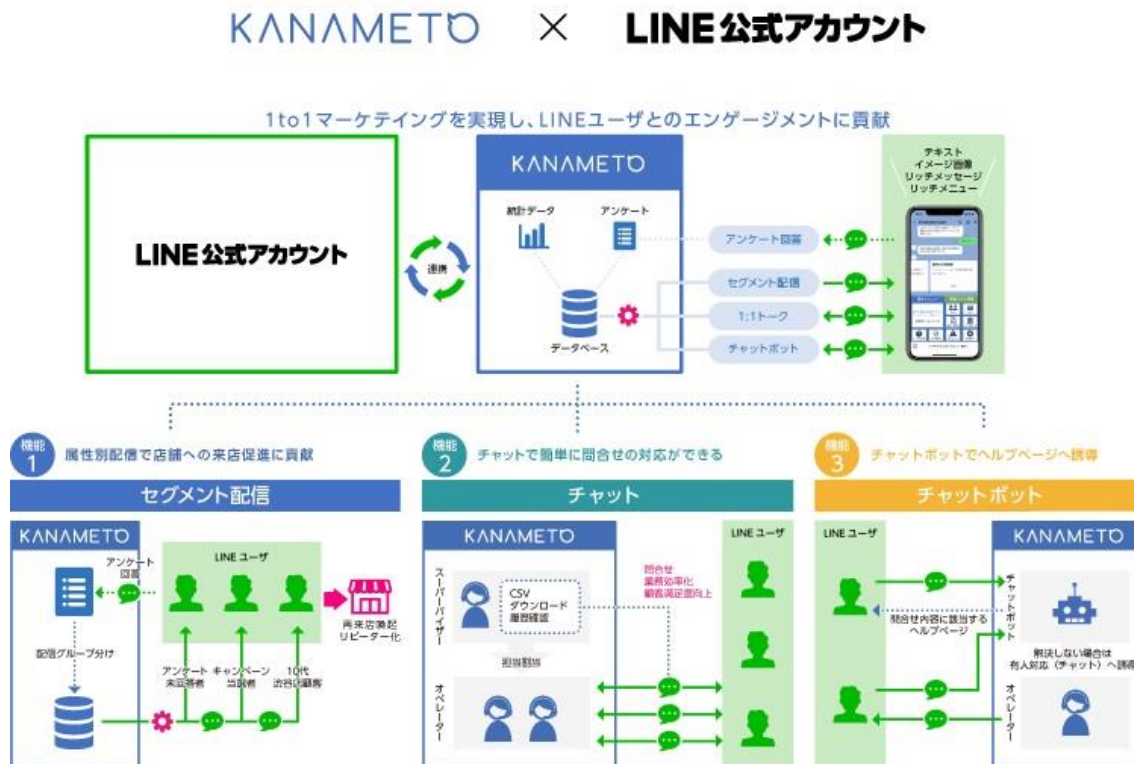 KANAMETO × LINE公式アカウント
1to1マーケテイングを実現し、LINEユーザとのエンゲージメントに貢献
LINE公式アカウント
連携
KANAMETO
統計データ
アンケート
データベース
アンケート回答
セグメント配信
1:1トーク
チャットボット
テキスト
イメージ画像
リッチメッセージ
リッチメニュー
機能
1
属性別配信で店舗への来店促進に貢献
セグメント配信
KANAMETO
アンケート
回答
配信グループ分け
LINE ユーザ
再来店喚起
リピーター化
アンケート
未回答者
キャンペーン
当選者
10代
渋谷店顧客
機能
2
チャットで簡単に問合せの対応ができる
チャット
KANAMETO
スーパーバイザー
CSV
ダウンロード
履歴確認
担当割当
オペレーター
問合せ
業務効率化
顧客満足度向上
LINE ユーザ
機能
3
チャットボットでヘルプページへ誘導
チャットボット
LINE ユーザ
KANAMETO
チャットボット
問合せ内容に該当する
ヘルプページ
解決しない場合は
有人対応（チャット）へ誘導
オペレーター